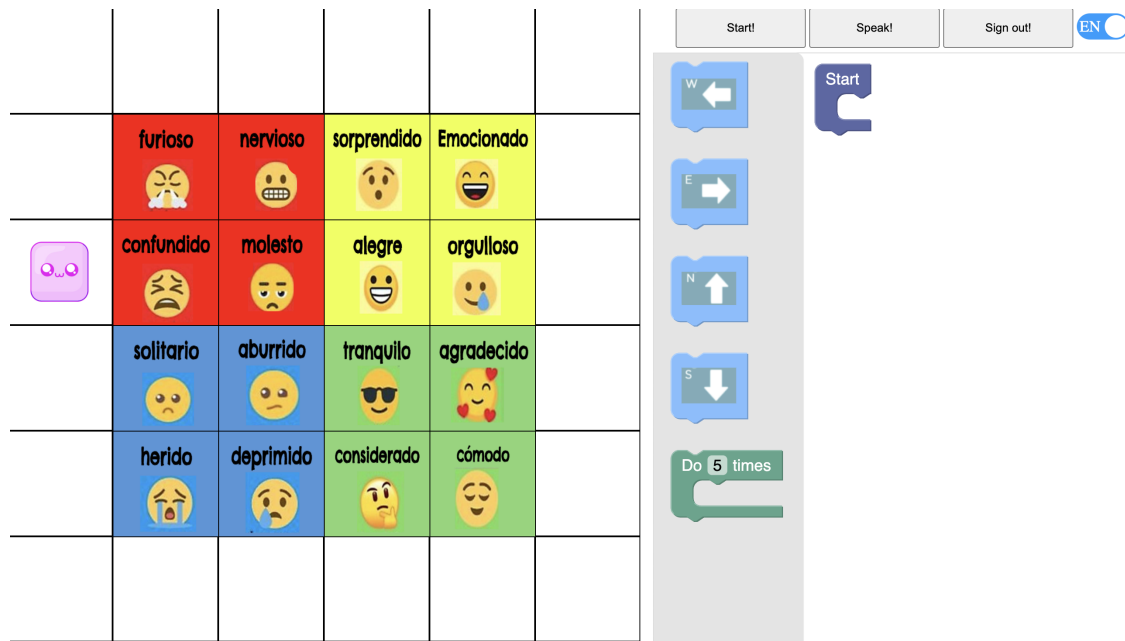 Start!
Speak!
Sign out!
EN
furioso
nervioso
sorprendido
Emocionado
confundido
molesto
alegre
orgulloso
solitario
aburrido
tranquilo
agradecido
herido
deprimido
considerado
cómodo
W
E
N
S
Do 5 times
Start